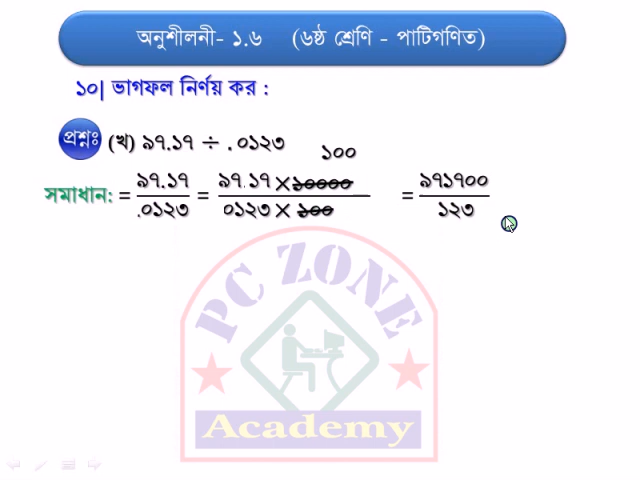 অনুশীলনী- ১.৬ (৬ষ্ঠ শ্রেণি - পাটিগণিত)
১০| ভাগফল নির্ণয় কর :
প্রশ্নঃ (খ) ৯৭.১৭ ÷ .০১২৩
১০০
সমাধান: = ৯৭.১৭ / .০১২৩ = ৯৭.১৭ × ১০০০০ / ০১২৩ × ১০০ = ৯৭১৭০০ / ১২৩
PC ZONE
Academy